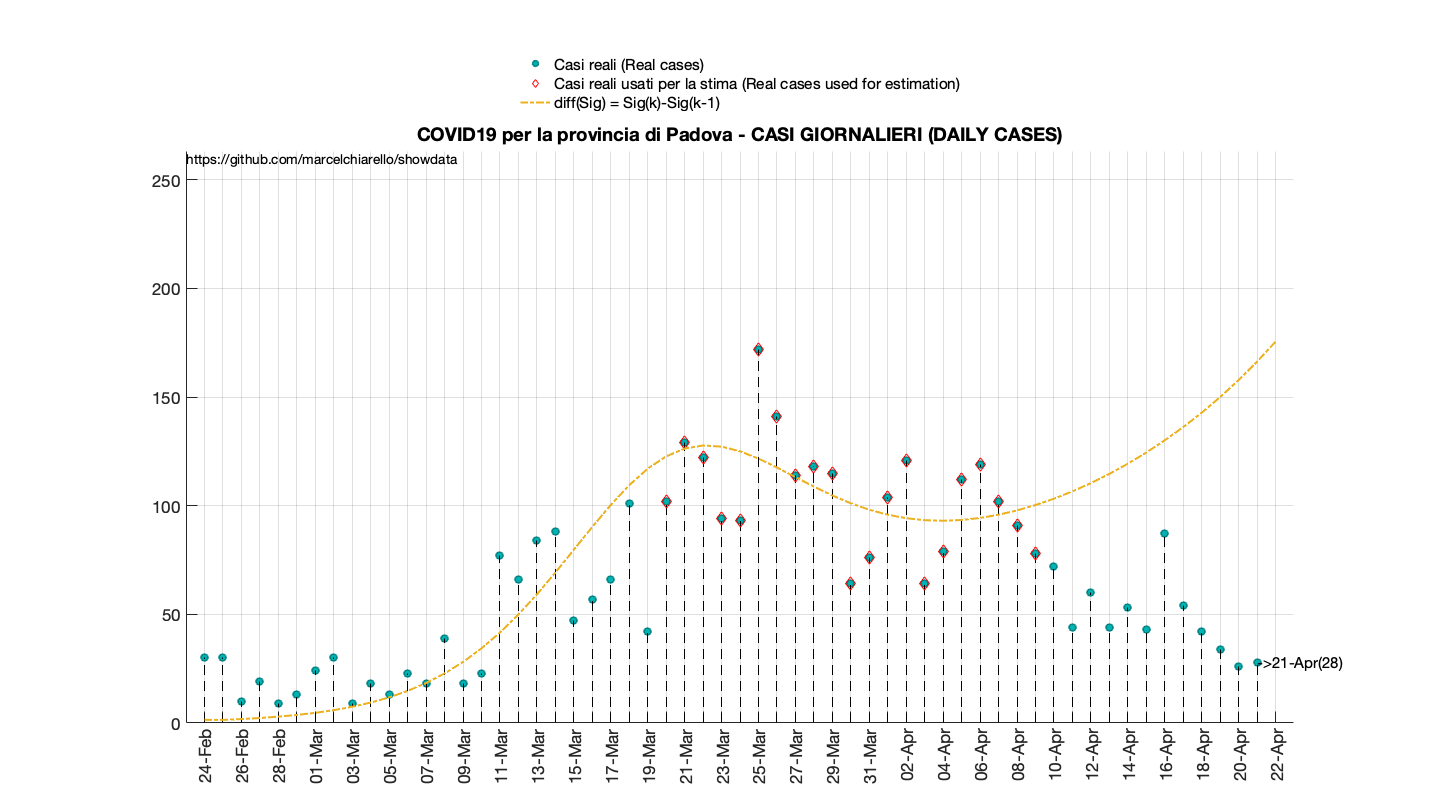 Casi reali (Real cases)
Casi reali usati per la stima (Real cases used for estimation)
diff(Sig) = Sig(k)-Sig(k-1)
COVID19 per la provincia di Padova - CASI GIORNALIERI (DAILY CASES)
https://github.com/marcelchiarello/showdata
250
200
150
100
50
0
->21-Apr(28)
24-Feb
26-Feb
28-Feb
01-Mar
03-Mar
05-Mar
07-Mar
09-Mar
11-Mar
13-Mar
15-Mar
17-Mar
19-Mar
21-Mar
23-Mar
25-Mar
27-Mar
29-Mar
31-Mar
02-Apr
04-Apr
06-Apr
08-Apr
10-Apr
12-Apr
14-Apr
16-Apr
18-Apr
20-Apr
22-Apr